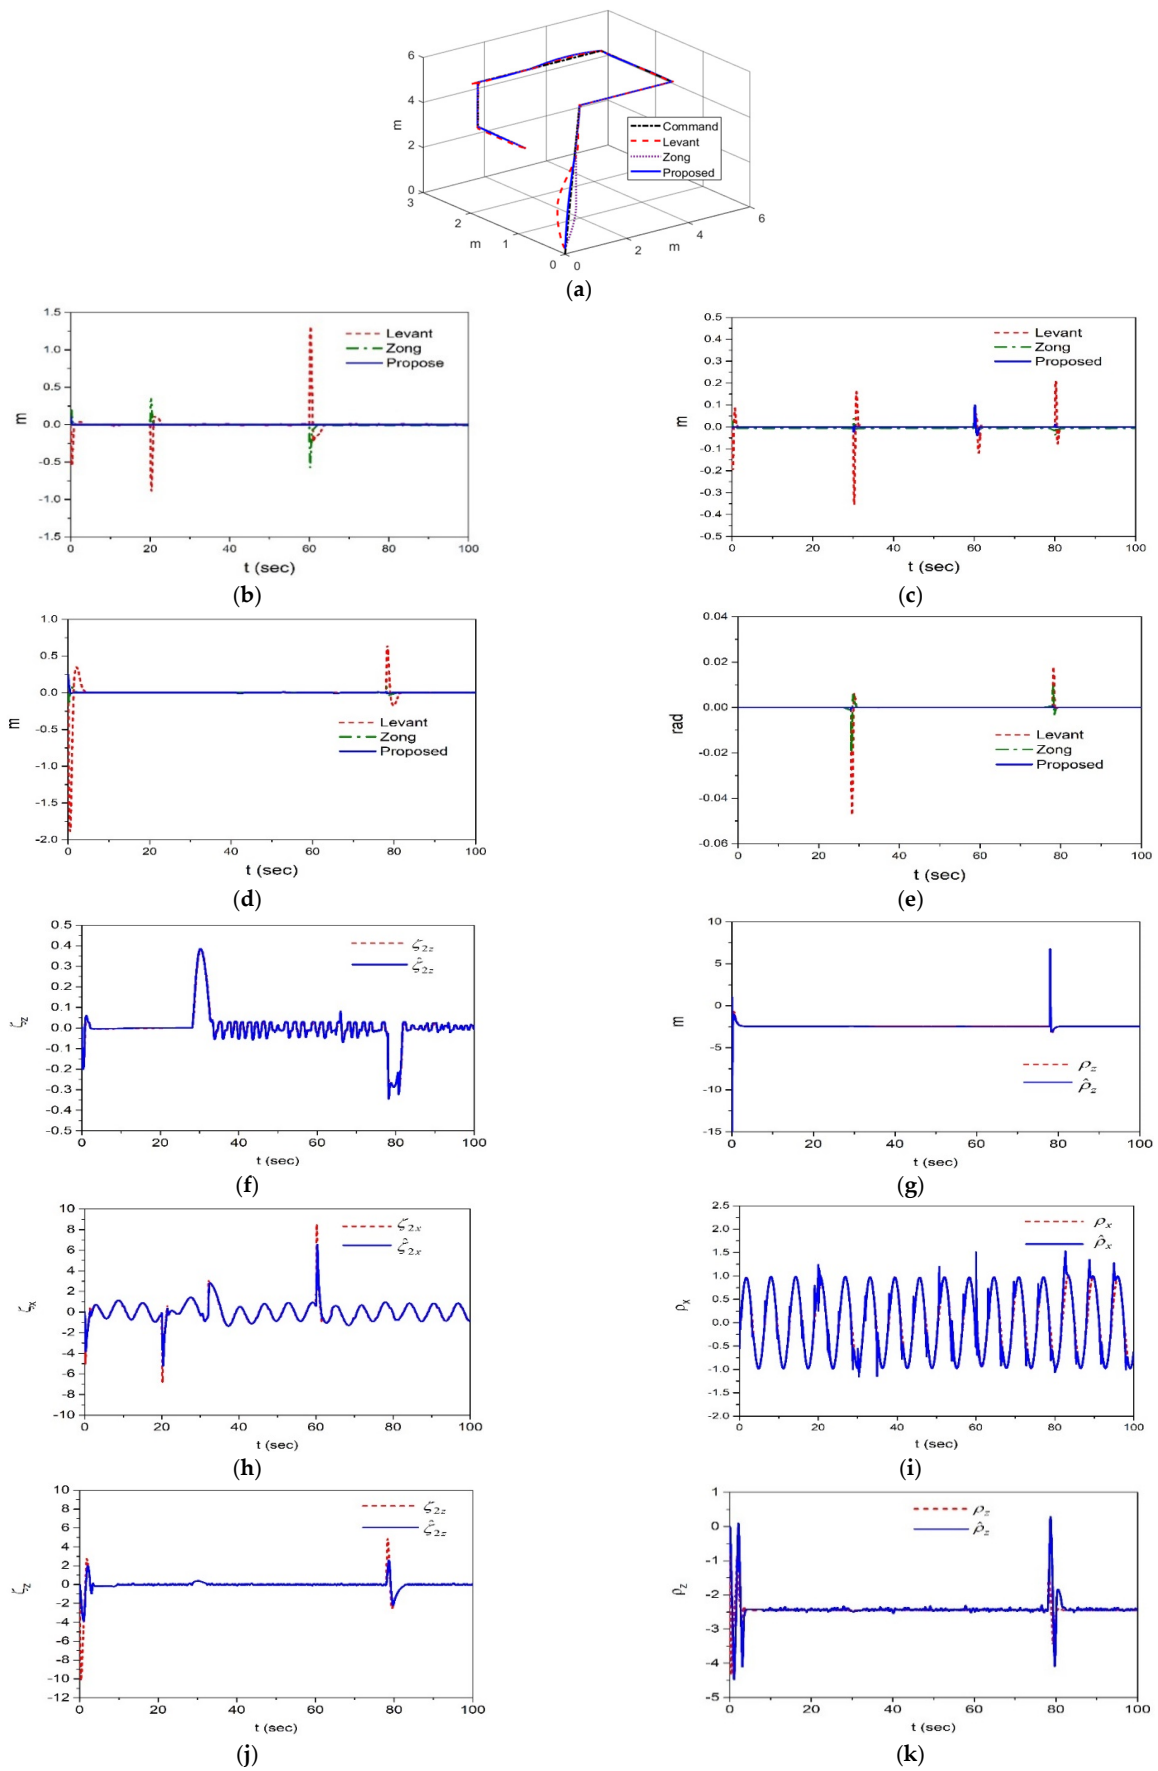 6
4
m
2
0
3
2
m
1
0
0
2
m
4
6
Command
Levant
Zong
Proposed
(a)
1.5
1.0
0.5
0.0
-0.5
-1.0
-1.5
m
Levant
Zong
Propose
0 20 40 60 80 100
t (sec)
(b)
0.5
0.4
0.3
0.2
0.1
0.0
-0.1
-0.2
-0.3
-0.4
-0.5
m
Levant
Zong
Proposed
0 20 40 60 80 100
t (sec)
(c)
1.0
0.5
0.0
-0.5
-1.0
-1.5
-2.0
m
Levant
Zong
Proposed
0 20 40 60 80 100
t (sec)
(d)
0.04
0.02
0.00
-0.02
-0.04
-0.06
rad
Levant
Zong
Proposed
0 20 40 60 80 100
t (sec)
(e)
0.5
0.4
0.3
0.2
0.1
0.0
-0.1
-0.2
-0.3
-0.4
-0.5
ζz
ζ2z
ζ̂2z
0 20 40 60 80 100
t (sec)
(f)
10
5
0
-5
-10
-15
m
ρz
ρ̂z
0 20 40 60 80 100
t (sec)
(g)
10
8
6
4
2
0
-2
-4
-6
-8
-10
ζx
ζ2x
ζ̂2x
0 20 40 60 80 100
t (sec)
(h)
2.5
2.0
1.5
1.0
0.5
0.0
-0.5
-1.0
-1.5
-2.0
ρx
ρx
ρ̂x
0 10 20 30 40 50 60 70 80 90 100
t (sec)
(i)
10
8
6
4
2
0
-2
-4
-6
-8
-10
-12
ζz
ζ2z
ζ̂2z
0 20 40 60 80 100
t (sec)
(j)
1
0
-1
-2
-3
-4
-5
ρz
ρz
ρ̂z
0 20 40 60 80 100
t (sec)
(k)